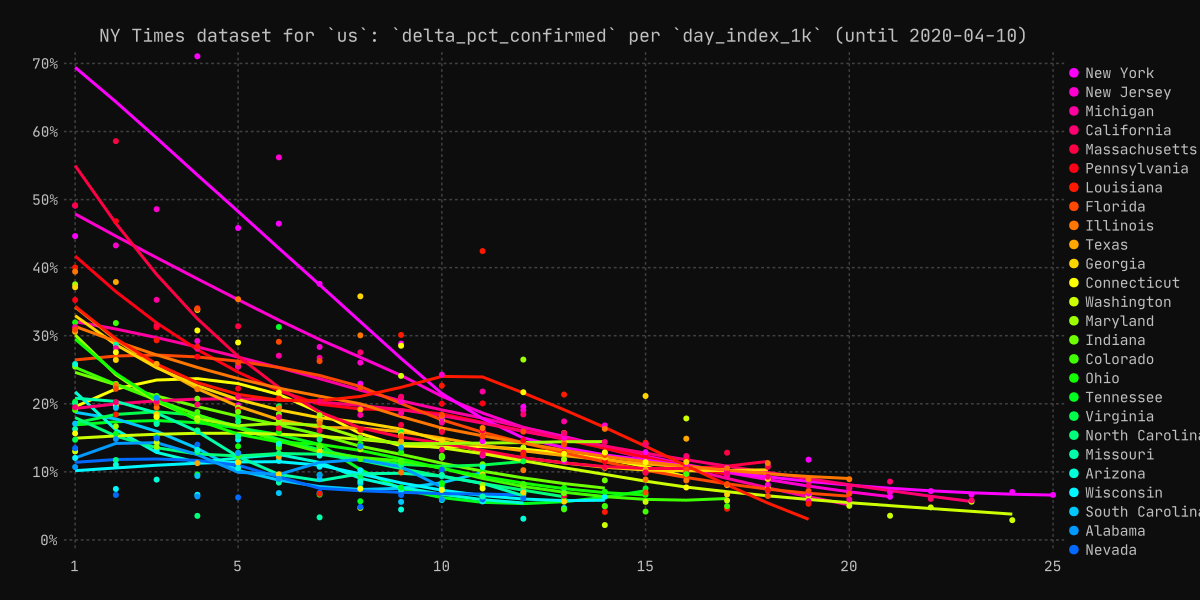 NY Times dataset for `us`: `delta_pct_confirmed` per `day_index_1k` (until 2020-04-10)
70%
60%
50%
40%
30%
20%
10%
0%
1
5
10
15
20
25
New York
New Jersey
Michigan
California
Massachusetts
Pennsylvania
Louisiana
Florida
Illinois
Texas
Georgia
Connecticut
Washington
Maryland
Indiana
Colorado
Ohio
Tennessee
Virginia
North Carolina
Missouri
Arizona
Wisconsin
South Carolina
Alabama
Nevada